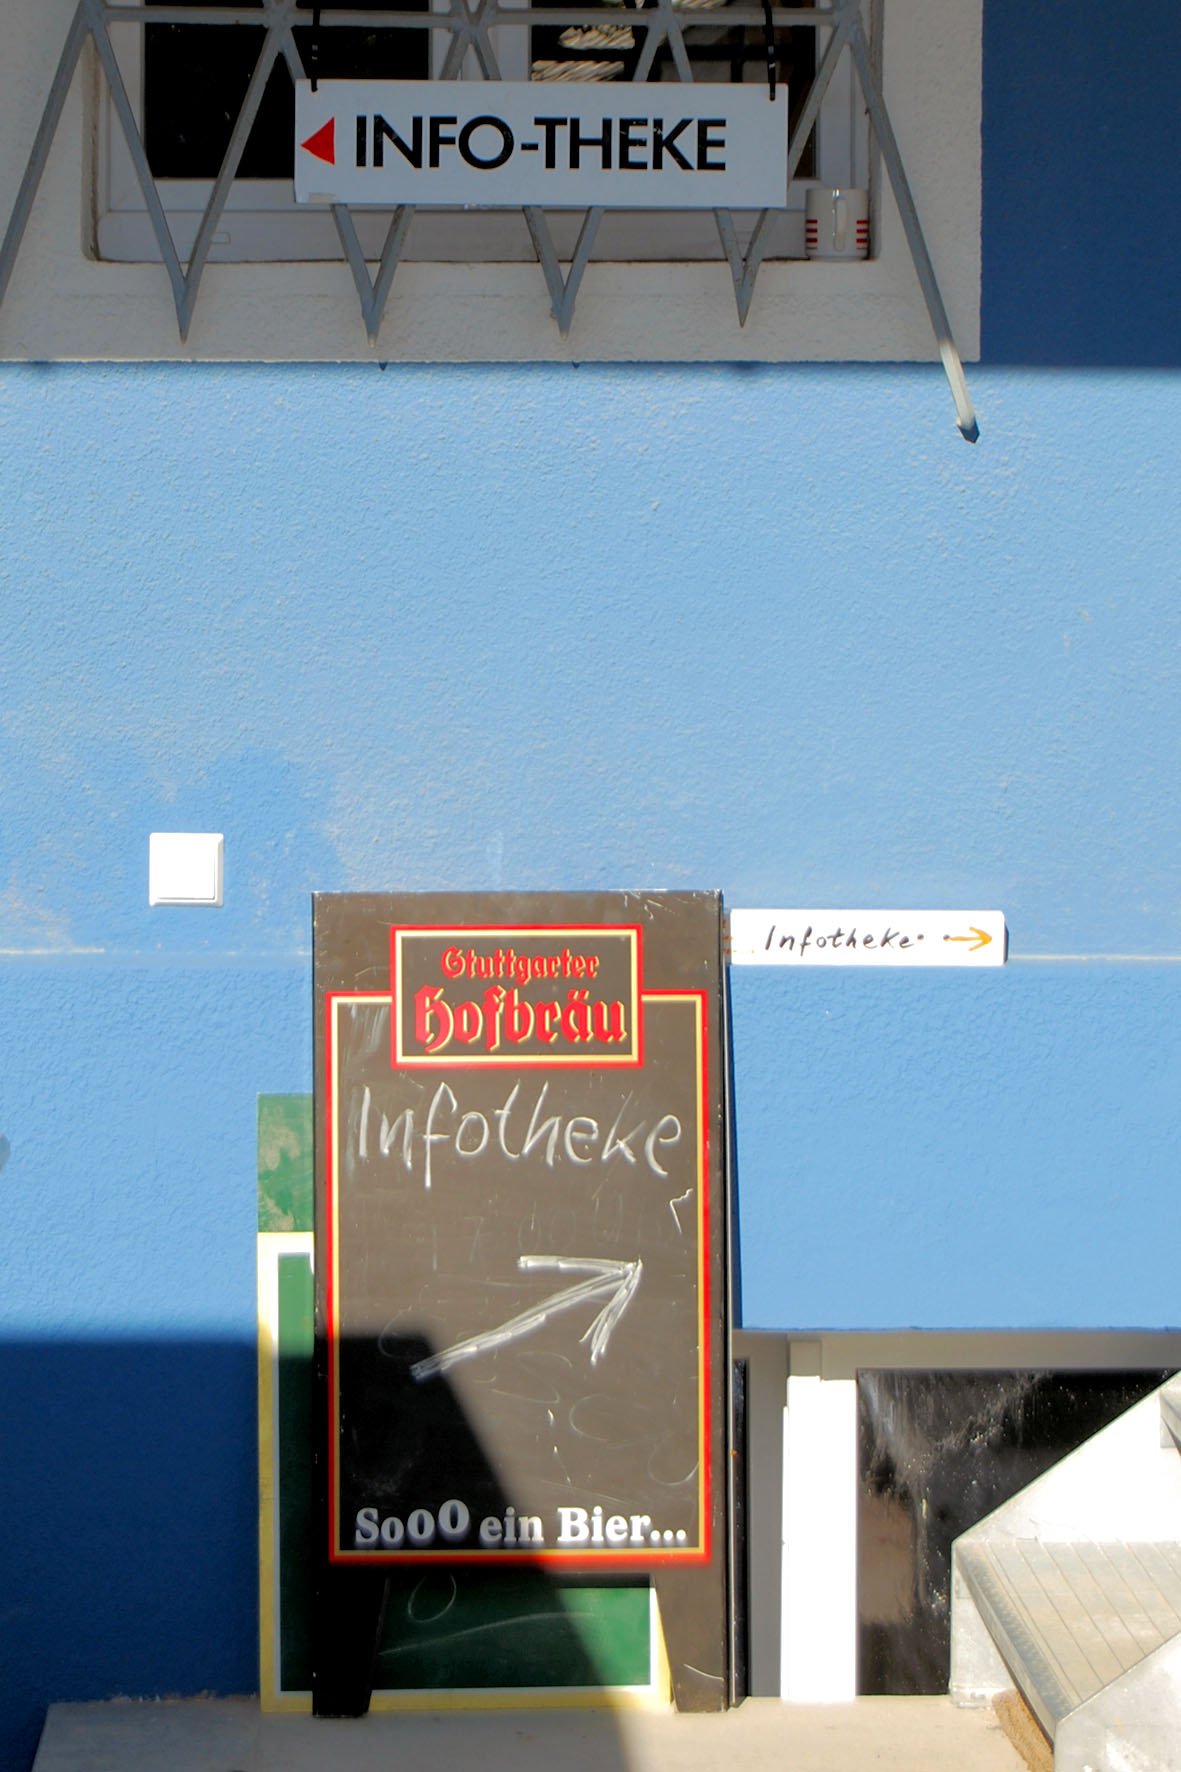 INFO-THEKE
Infotheke
Stuttgarter
Hofbräu
Infotheke
Sooo ein Bier...